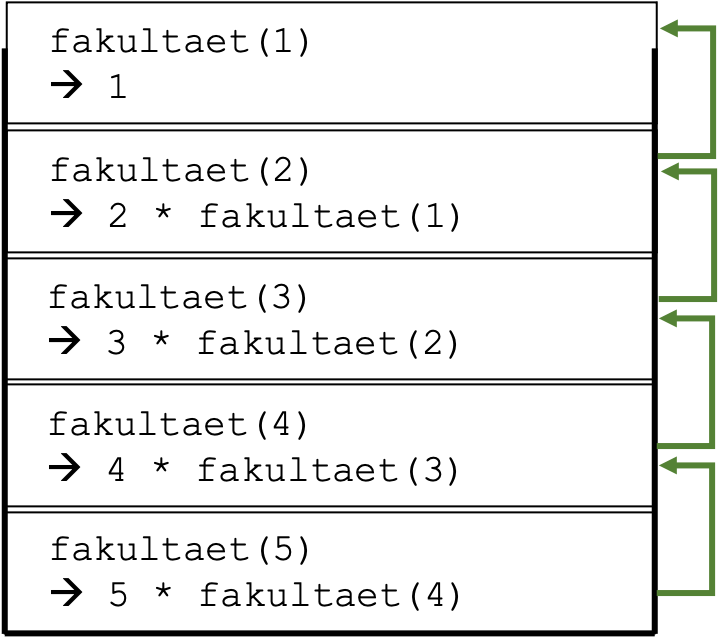 fakultaet(1)
→ 1
fakultaet(2)
→ 2 * fakultaet(1)
fakultaet(3)
→ 3 * fakultaet(2)
fakultaet(4)
→ 4 * fakultaet(3)
fakultaet(5)
→ 5 * fakultaet(4)